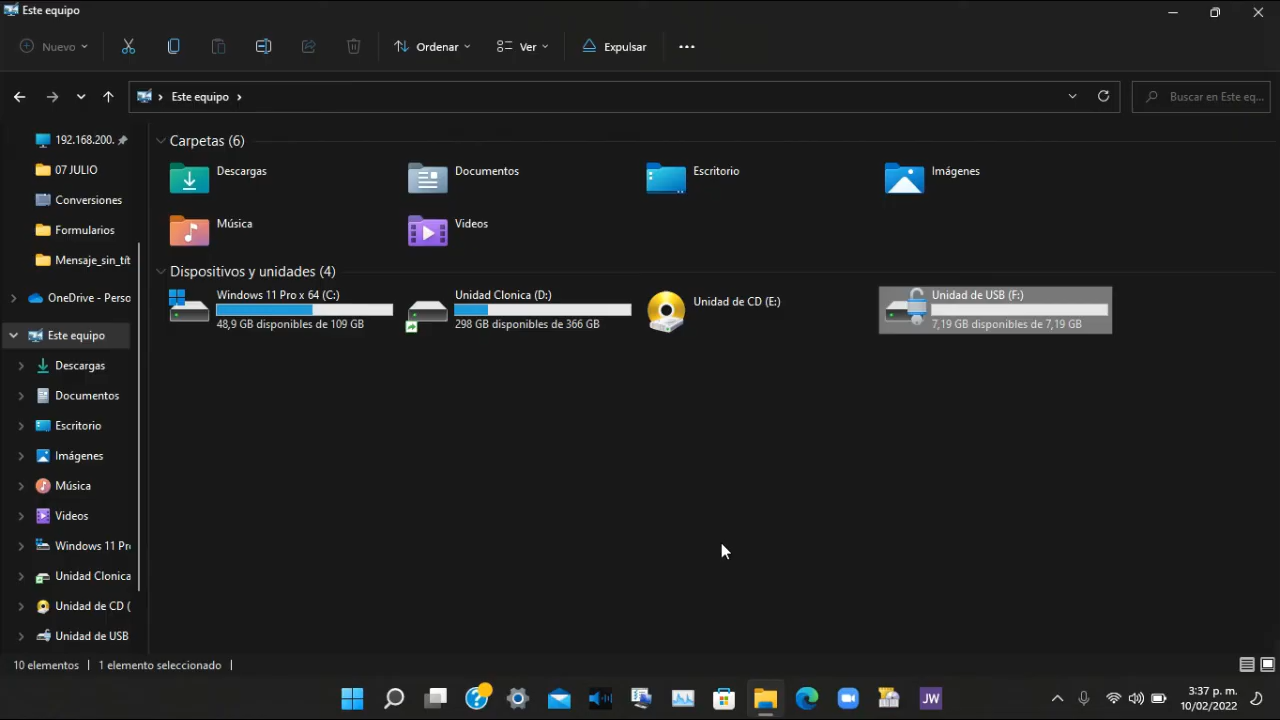 Este equipo
Nuevo
Ordenar
Ver
Expulsar
Este equipo
Buscar en Este eq...
192.168.200.
07 JULIO
Conversiones
Formularios
Mensaje_sin_tít
OneDrive - Perso
Este equipo
Descargas
Documentos
Escritorio
Imágenes
Música
Videos
Windows 11 Pr
Unidad Clonica
Unidad de CD (
Unidad de USB
Carpetas (6)
Descargas
Documentos
Escritorio
Imágenes
Música
Videos
Dispositivos y unidades (4)
Windows 11 Pro x 64 (C:)
48,9 GB disponibles de 109 GB
Unidad Clonica (D:)
298 GB disponibles de 366 GB
Unidad de CD (E:)
Unidad de USB (F:)
7,19 GB disponibles de 7,19 GB
10 elementos
1 elemento seleccionado
JW
3:37 p. m.
10/02/2022